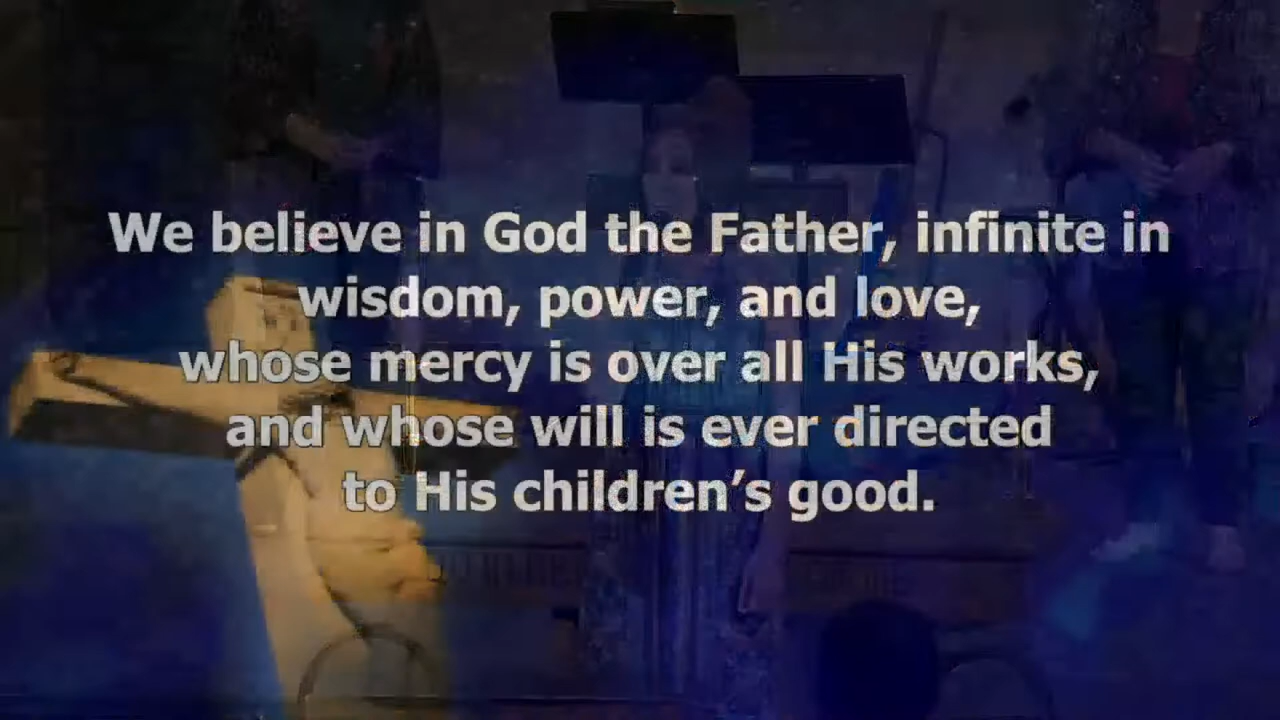 We believe in God the Father, infinite in
wisdom, power, and love,
whose mercy is over all His works,
and whose will is ever directed
to His children’s good.